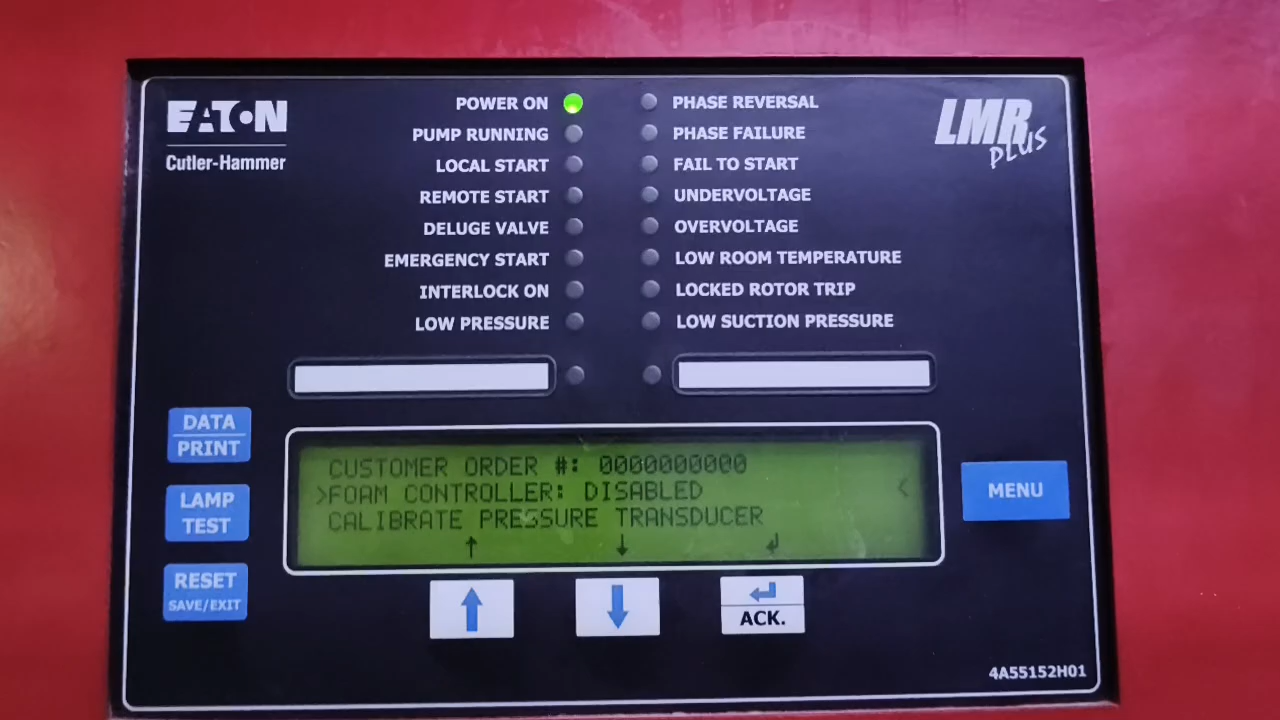 EATON
Cutler-Hammer
LMR
PLUS
POWER ON
PUMP RUNNING
LOCAL START
REMOTE START
DELUGE VALVE
EMERGENCY START
INTERLOCK ON
LOW PRESSURE
PHASE REVERSAL
PHASE FAILURE
FAIL TO START
UNDERVOLTAGE
OVERVOLTAGE
LOW ROOM TEMPERATURE
LOCKED ROTOR TRIP
LOW SUCTION PRESSURE
DATA
PRINT
LAMP
TEST
RESET
SAVE/EXIT
CUSTOMER ORDER #: 0000000000
>FOAM CONTROLLER: DISABLED <
CALIBRATE PRESSURE TRANSDUCER
↑ ↓ ↲
MENU
↑ ↓ ↲
ACK.
4A55152H01